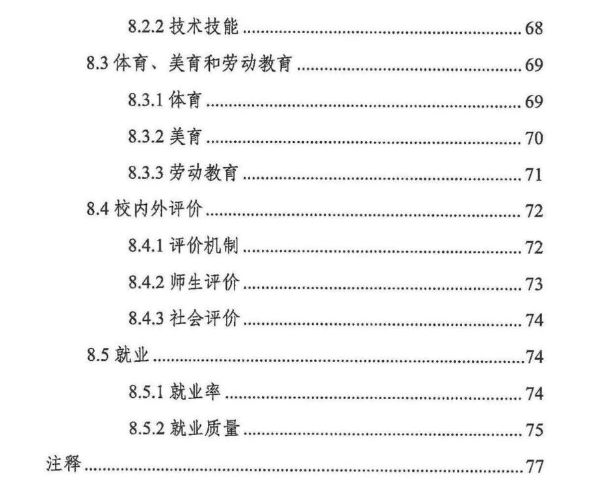 8.2.2 技术技能 68
8.3 体育、美育和劳动教育 69
8.3.1 体育 69
8.3.2 美育 70
8.3.3 劳动教育 71
8.4 校内外评价 72
8.4.1 评价机制 72
8.4.2 师生评价 73
8.4.3 社会评价 74
8.5 就业 74
8.5.1 就业率 74
8.5.2 就业质量 75
注释 77